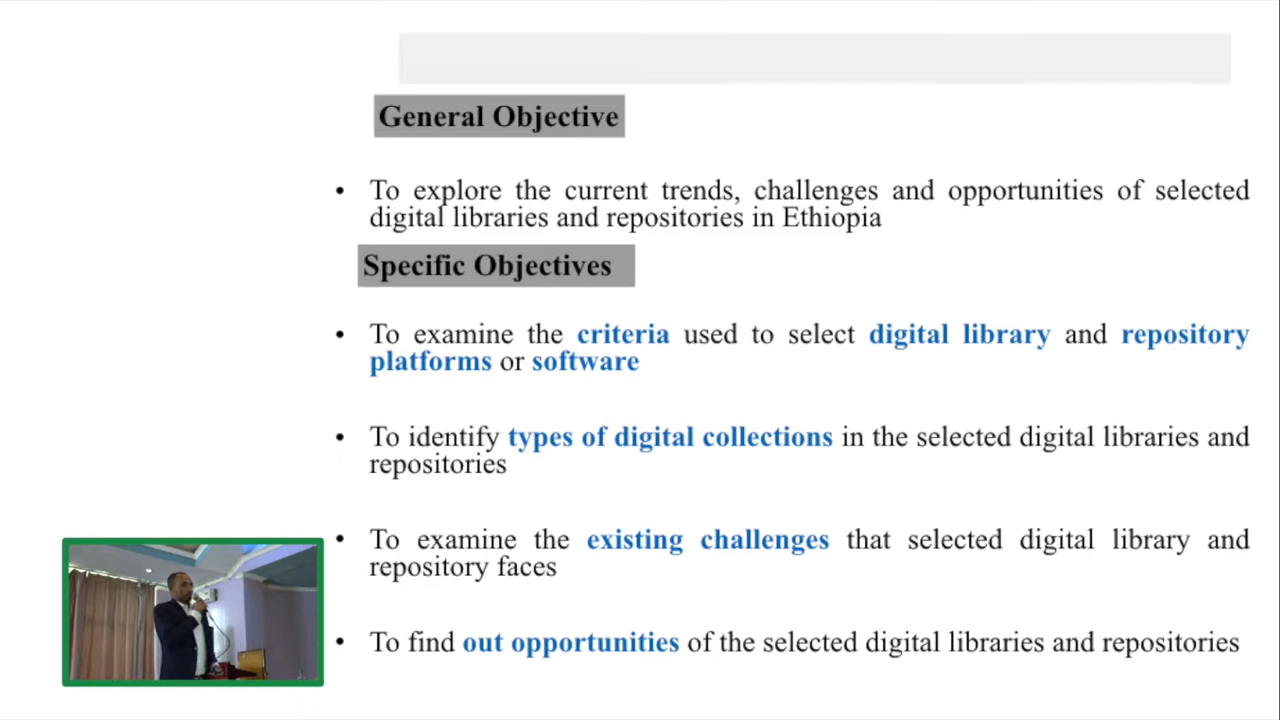 General Objective
• To explore the current trends, challenges and opportunities of selected
digital libraries and repositories in Ethiopia
Specific Objectives
• To examine the criteria used to select digital library and repository
platforms or software
• To identify types of digital collections in the selected digital libraries and
repositories
• To examine the existing challenges that selected digital library and
repository faces
• To find out opportunities of the selected digital libraries and repositories